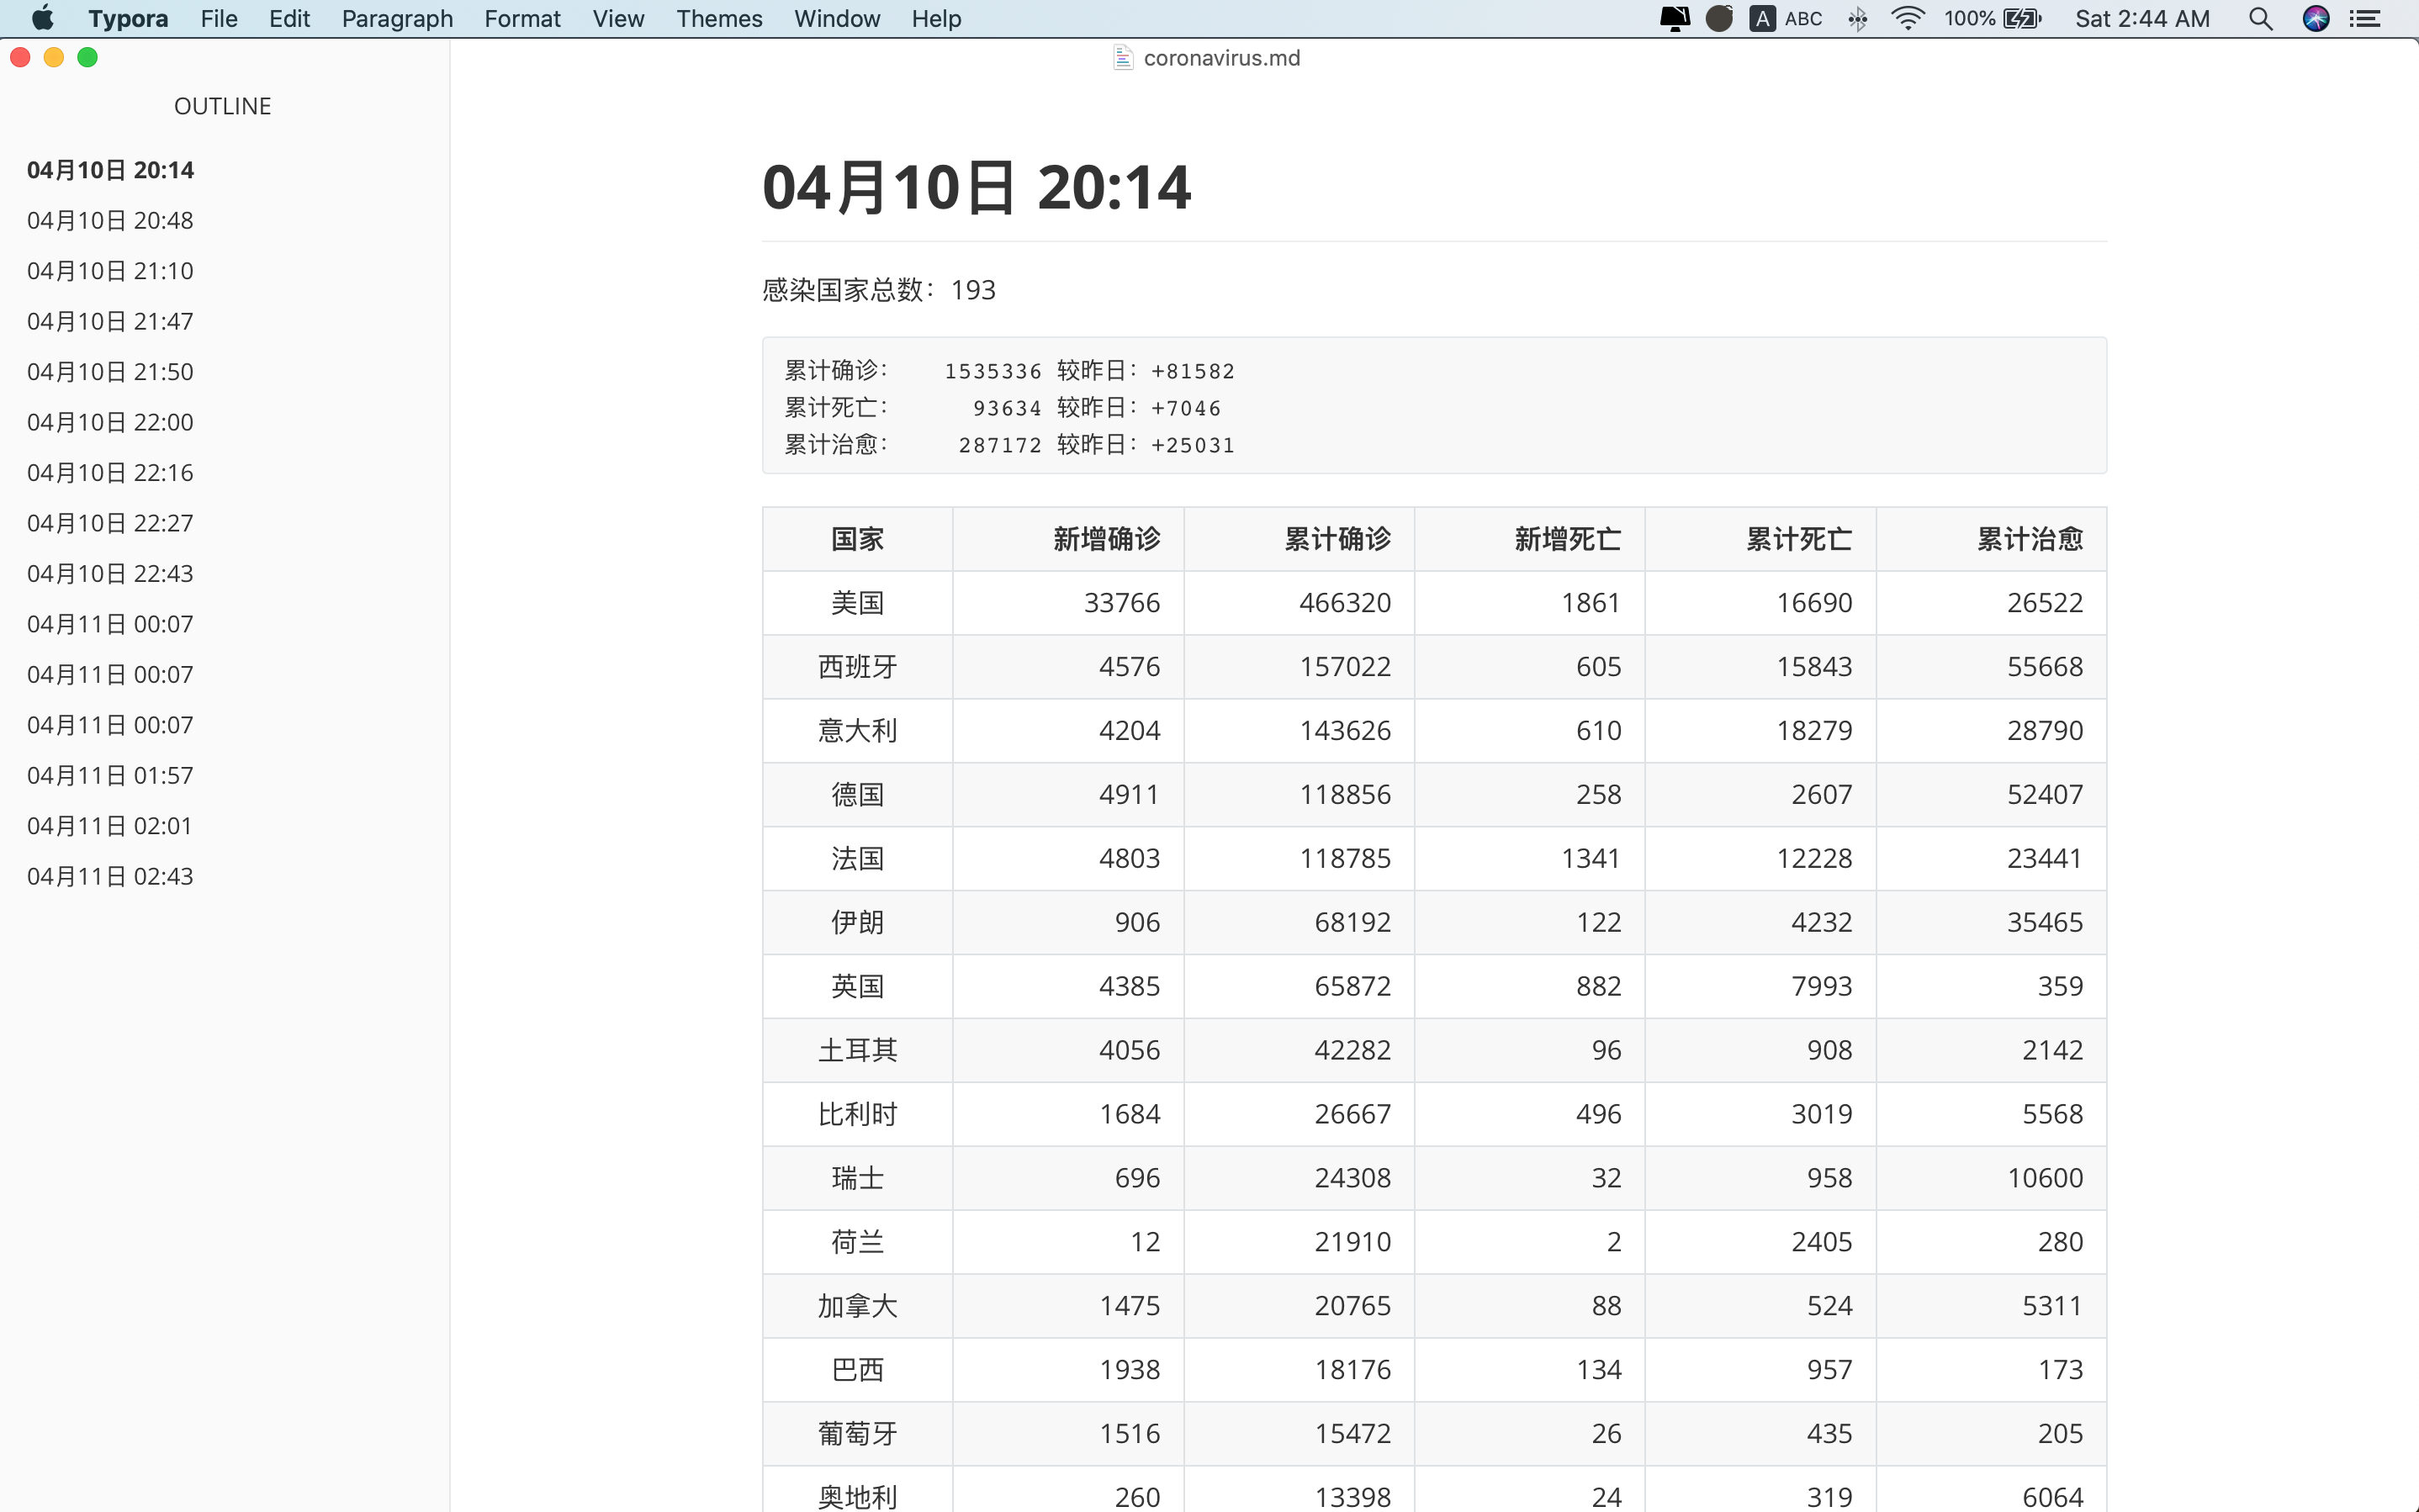 Typora File Edit Paragraph Format View Themes Window Help A ABC 100% Sat 2:44 AM
coronavirus.md
OUTLINE
04月10日 20:14
04月10日 20:48
04月10日 21:10
04月10日 21:47
04月10日 21:50
04月10日 22:00
04月10日 22:16
04月10日 22:27
04月10日 22:43
04月11日 00:07
04月11日 00:07
04月11日 00:07
04月11日 01:57
04月11日 02:01
04月11日 02:43
04月10日 20:14
感染国家总数：193
累计确诊： 1535336 较昨日：+81582
累计死亡： 93634 较昨日：+7046
累计治愈： 287172 较昨日：+25031
国家 新增确诊 累计确诊 新增死亡 累计死亡 累计治愈
美国 33766 466320 1861 16690 26522
西班牙 4576 157022 605 15843 55668
意大利 4204 143626 610 18279 28790
德国 4911 118856 258 2607 52407
法国 4803 118785 1341 12228 23441
伊朗 906 68192 122 4232 35465
英国 4385 65872 882 7993 359
土耳其 4056 42282 96 908 2142
比利时 1684 26667 496 3019 5568
瑞士 696 24308 32 958 10600
荷兰 12 21910 2 2405 280
加拿大 1475 20765 88 524 5311
巴西 1938 18176 134 957 173
葡萄牙 1516 15472 26 435 205
奥地利 260 13398 24 319 6064